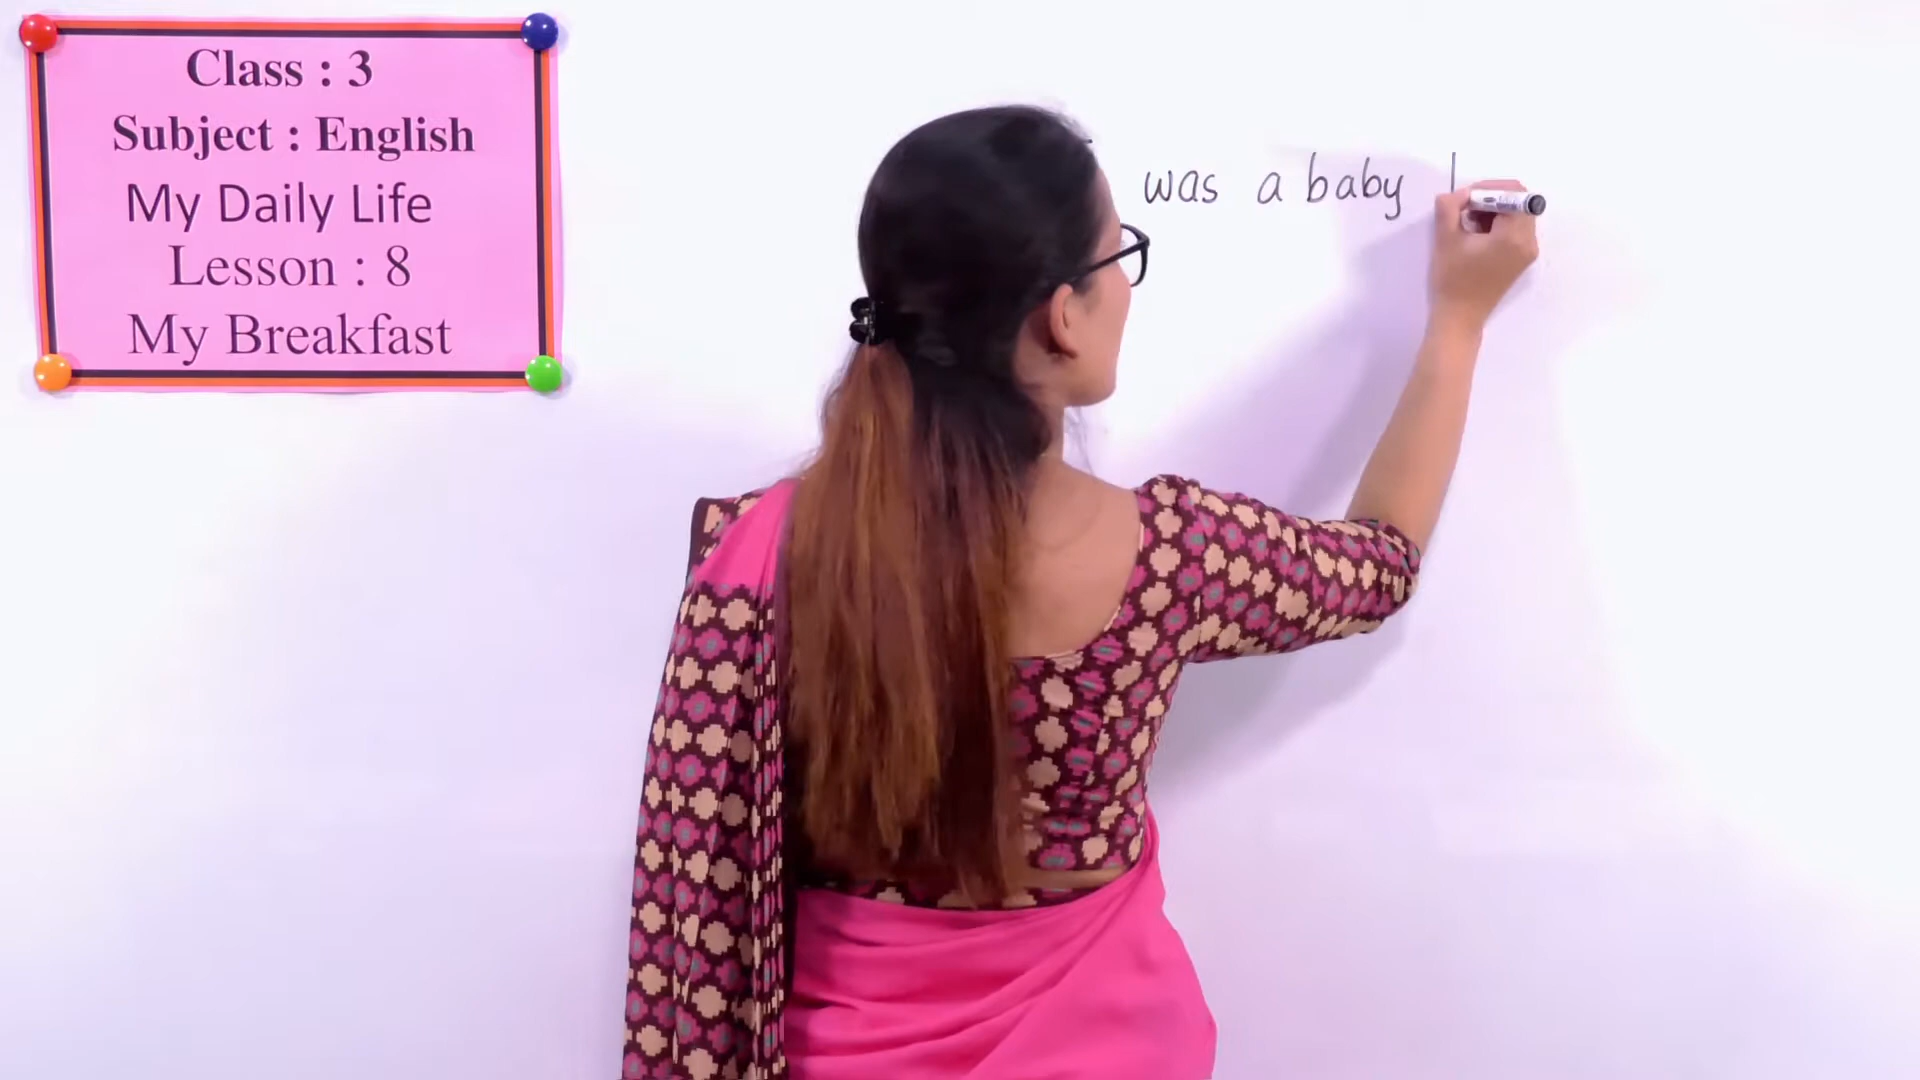 Class : 3
Subject : English
My Daily Life
Lesson : 8
My Breakfast
was a baby